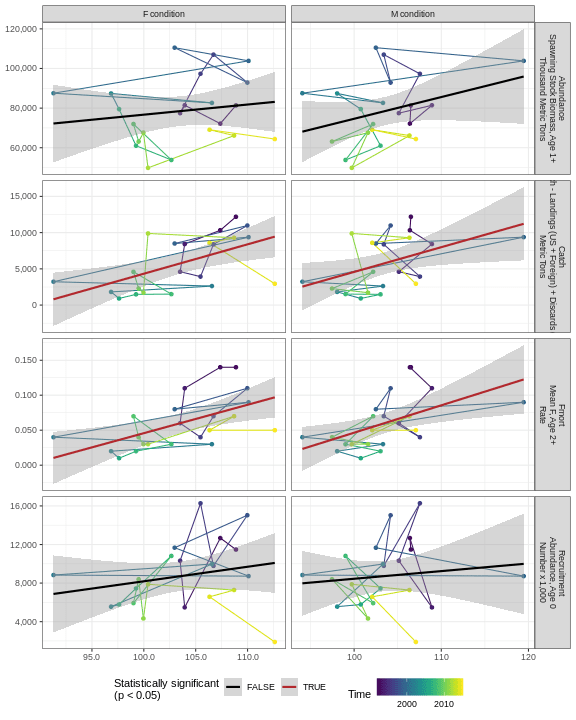 F condition
M condition
120,000
100,000
80,000
60,000
Abundance
Spawning Stock Biomass, Age 1+
Thousand Metric Tons
15,000
10,000
5,000
0
Catch
h - Landings (US + Foreign) + Discards
Metric Tons
0.150
0.100
0.050
0.000
Fmort
Mean F, Age 2+
Rate
16,000
12,000
8,000
4,000
Recruitment
Abundance, Age 0
Number x 1,000
95.0 100.0 105.0 110.0
100 110 120
Statistically significant
(p < 0.05)
FALSE
TRUE
Time
2000 2010